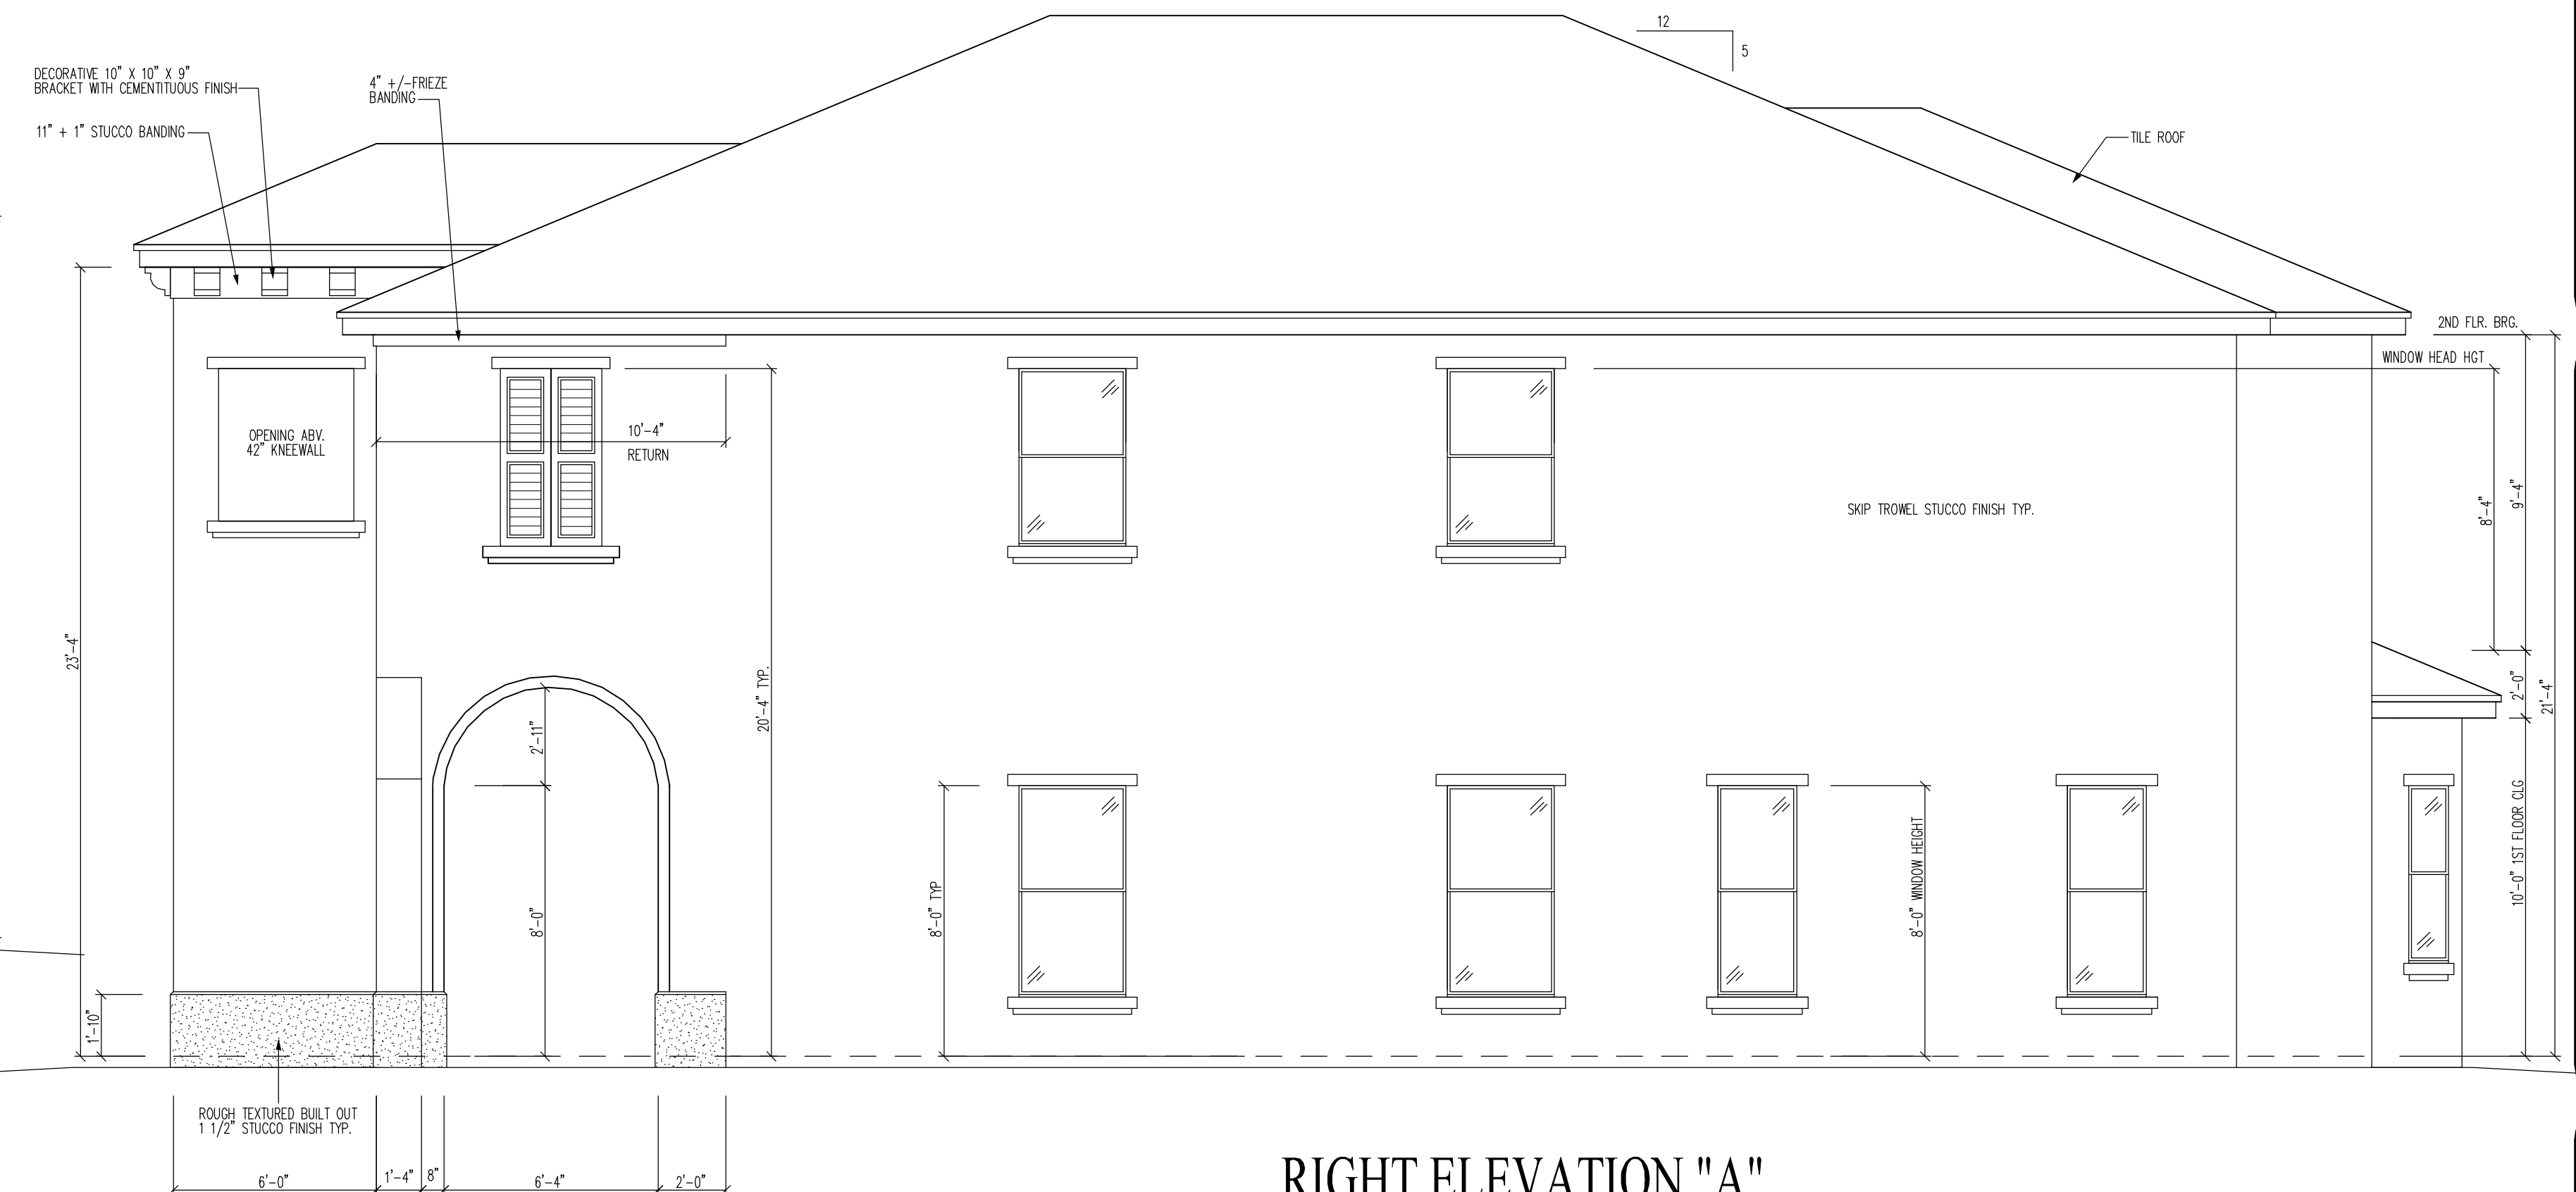 12
5
DECORATIVE 10" X 10" X 9"
BRACKET WITH CEMENTITUOUS FINISH
4" +/-FRIEZE
BANDING
11" + 1" STUCCO BANDING
TILE ROOF
2ND FLR. BRG.
WINDOW HEAD HGT
OPENING ABV.
42" KNEEWALL
10'-4"
RETURN
SKIP TROWEL STUCCO FINISH TYP.
8'-4"
9'-4"
23'-4"
20'-4" TYP.
2'-11"
2'-0"
21'-4"
8'-0"
8'-0" TYP
8'-0" WINDOW HEIGHT
10'-0" 1ST FLOOR CLG
1'-10"
ROUGH TEXTURED BUILT OUT
1 1/2" STUCCO FINISH TYP.
6'-0"
1'-4"
8"
6'-4"
2'-0"
RIGHT ELEVATION "A"